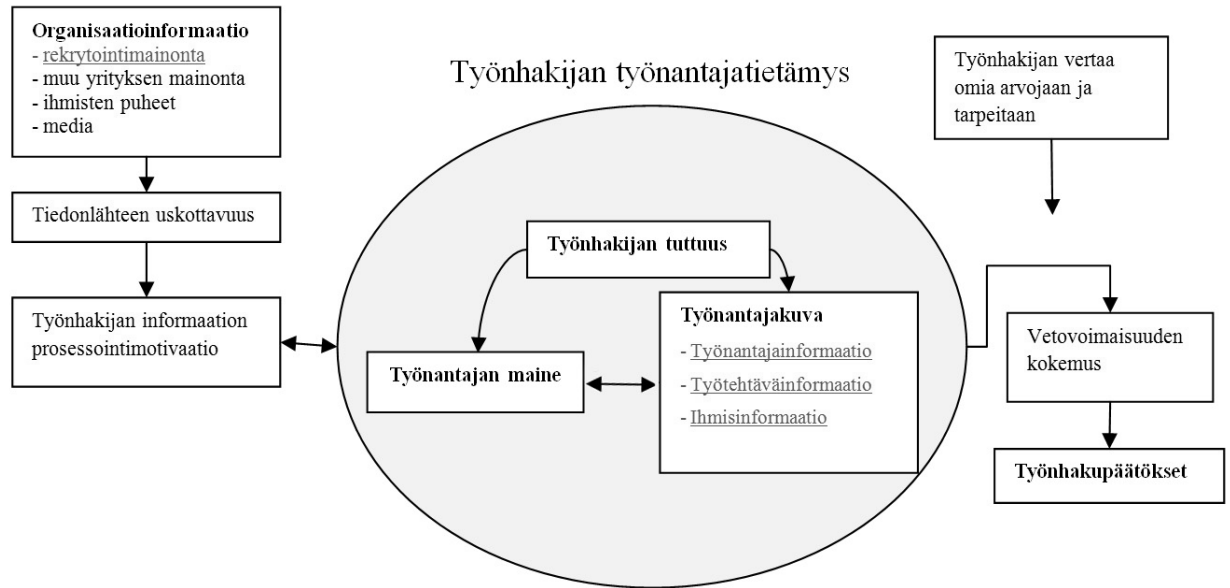 Organisaatioinformaatio
- rekrytointimainonta
- muu yrityksen mainonta
- ihmisten puheet
- media
Tiedonlähteen uskottavuus
Työnhakijan informaation
prosessointimotivaatio
Työnhakijan työnantajatietämys
Työnhakijan tuttuus
Työnantajan maine
Työnantajakuva
- Työnantajainformaatio
- Työtehtäväinformaatio
- Ihmisinformaatio
Työnhakijan vertaa
omia arvojaan ja
tarpeitaan
Vetovoimaisuuden
kokemus
Työnhakupäätökset